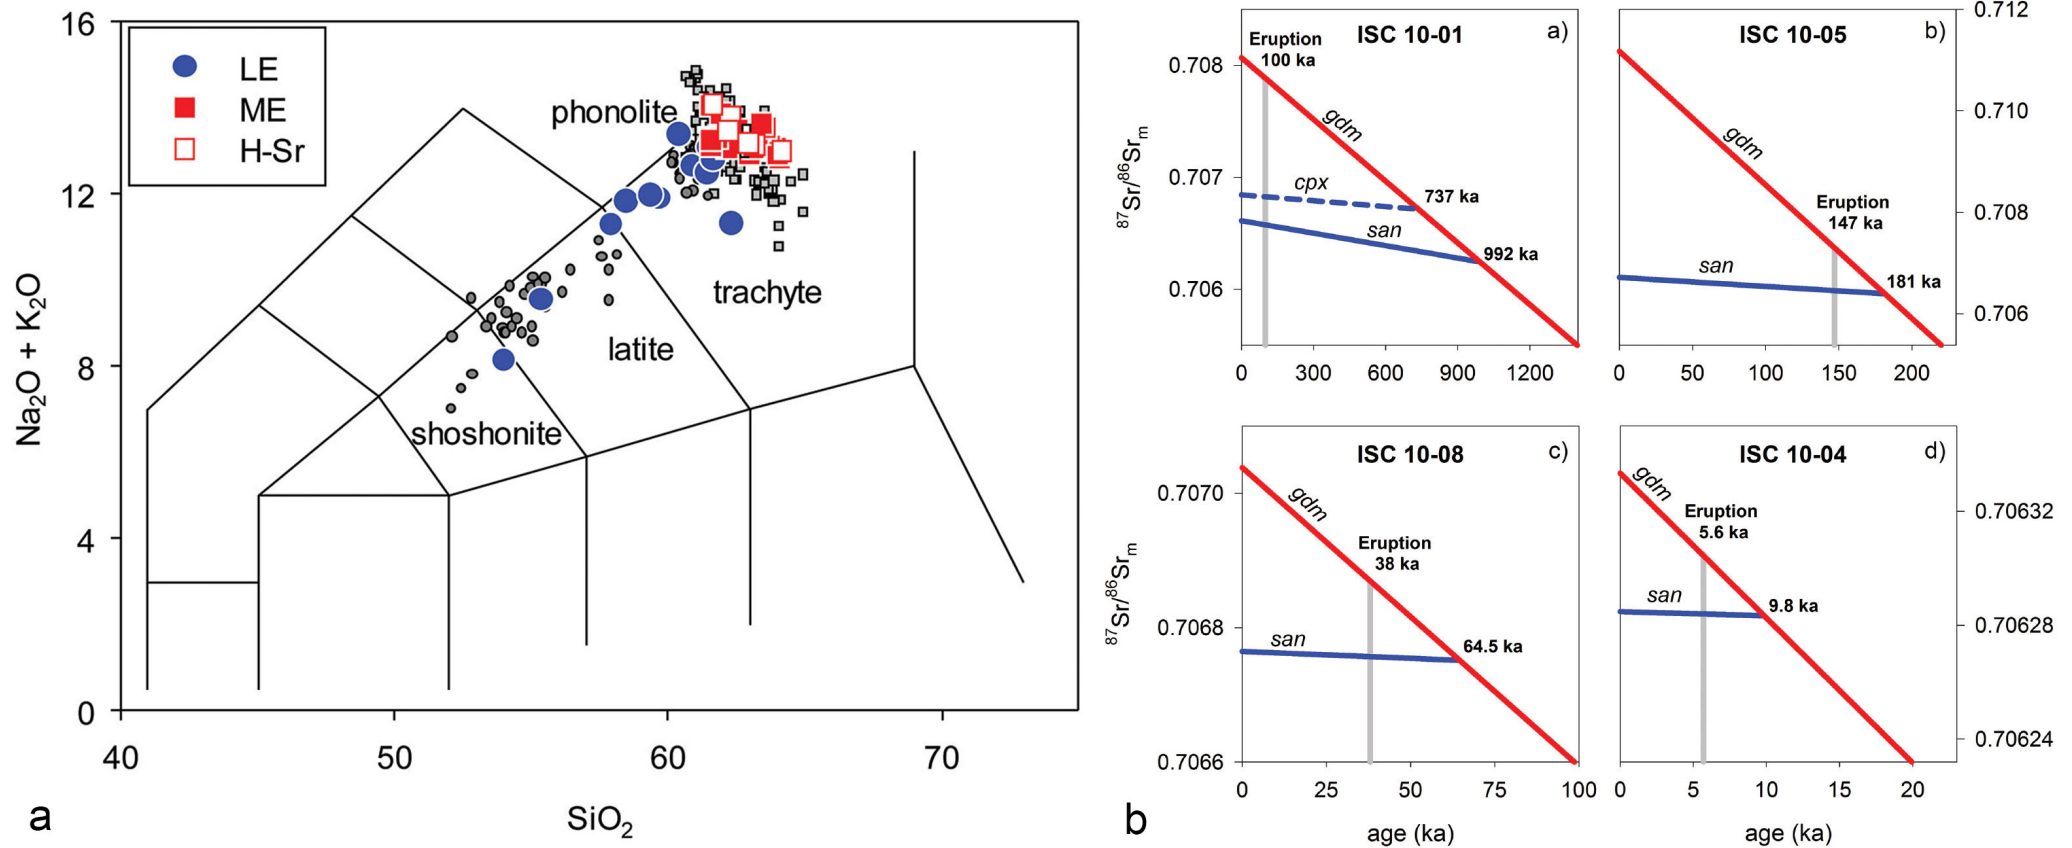 16
12
8
4
0
40
50
60
70
Na₂O + K₂O
SiO₂
LE
ME
H-Sr
phonolite
trachyte
latite
shoshonite
a
ISC 10-01
a)
Eruption
100 ka
gdm
cpx
737 ka
san
992 ka
0.708
0.707
0.706
⁸⁷Sr/⁸⁶Srₘ
0
300
600
900
1200
ISC 10-05
b)
gdm
Eruption
147 ka
san
181 ka
0.712
0.710
0.708
0.706
0
50
100
150
200
ISC 10-08
c)
gdm
Eruption
38 ka
san
64.5 ka
0.7070
0.7068
0.7066
⁸⁷Sr/⁸⁶Srₘ
0
25
50
75
100
age (ka)
ISC 10-04
d)
gdm
Eruption
5.6 ka
san
9.8 ka
0.70632
0.70628
0.70624
0
5
10
15
20
age (ka)
b